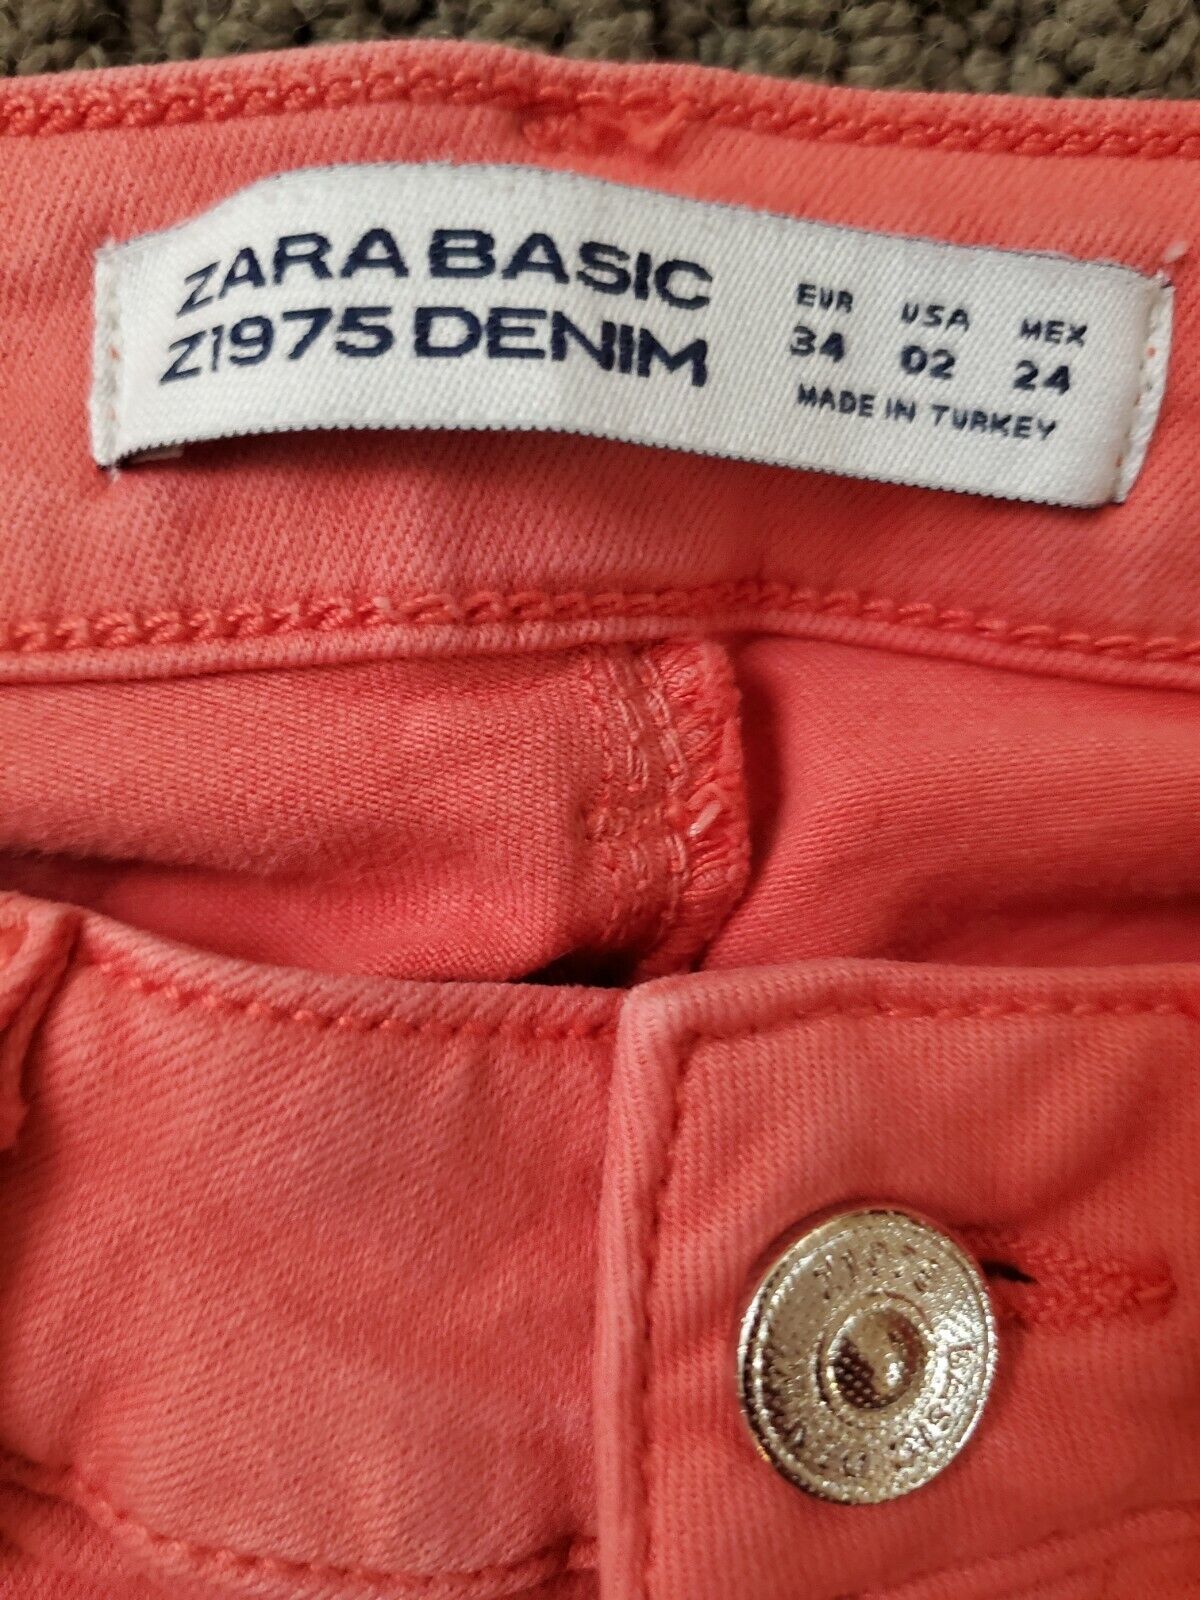 ZARA BASIC
Z1975 DENIM
EUR USA MEX
34 02 24
MADE IN TURKEY